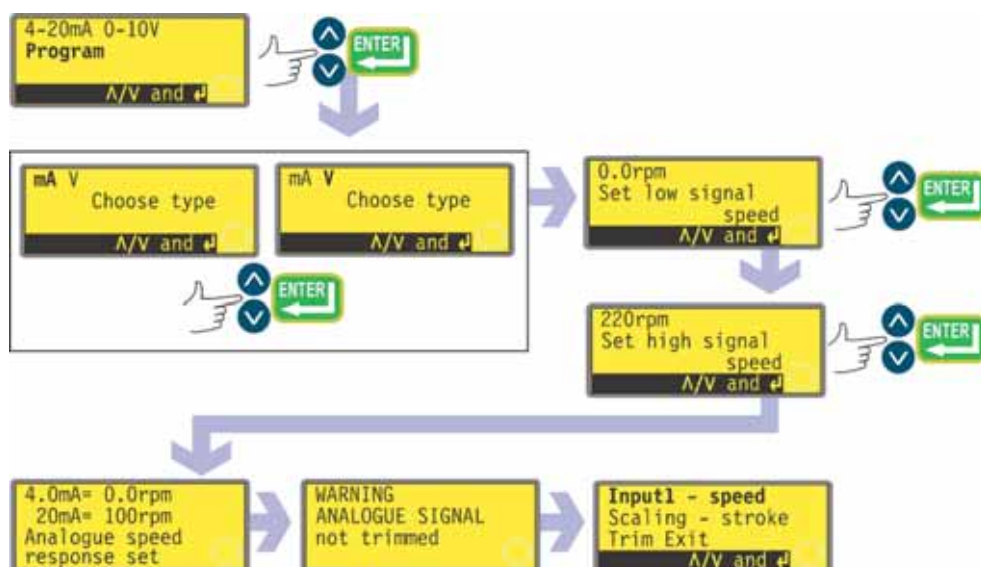 4-20mA 0-10V
Program
∧/∨ and ↵
ENTER
mA V
Choose type
∧/∨ and ↵
mA V
Choose type
∧/∨ and ↵
ENTER
0.0rpm
Set low signal
speed
∧/∨ and ↵
ENTER
220rpm
Set high signal
speed
∧/∨ and ↵
ENTER
4.0mA= 0.0rpm
20mA= 100rpm
Analogue speed
response set
WARNING
ANALOGUE SIGNAL
not trimmed
Input1 - speed
Scaling - stroke
Trim Exit
∧/∨ and ↵